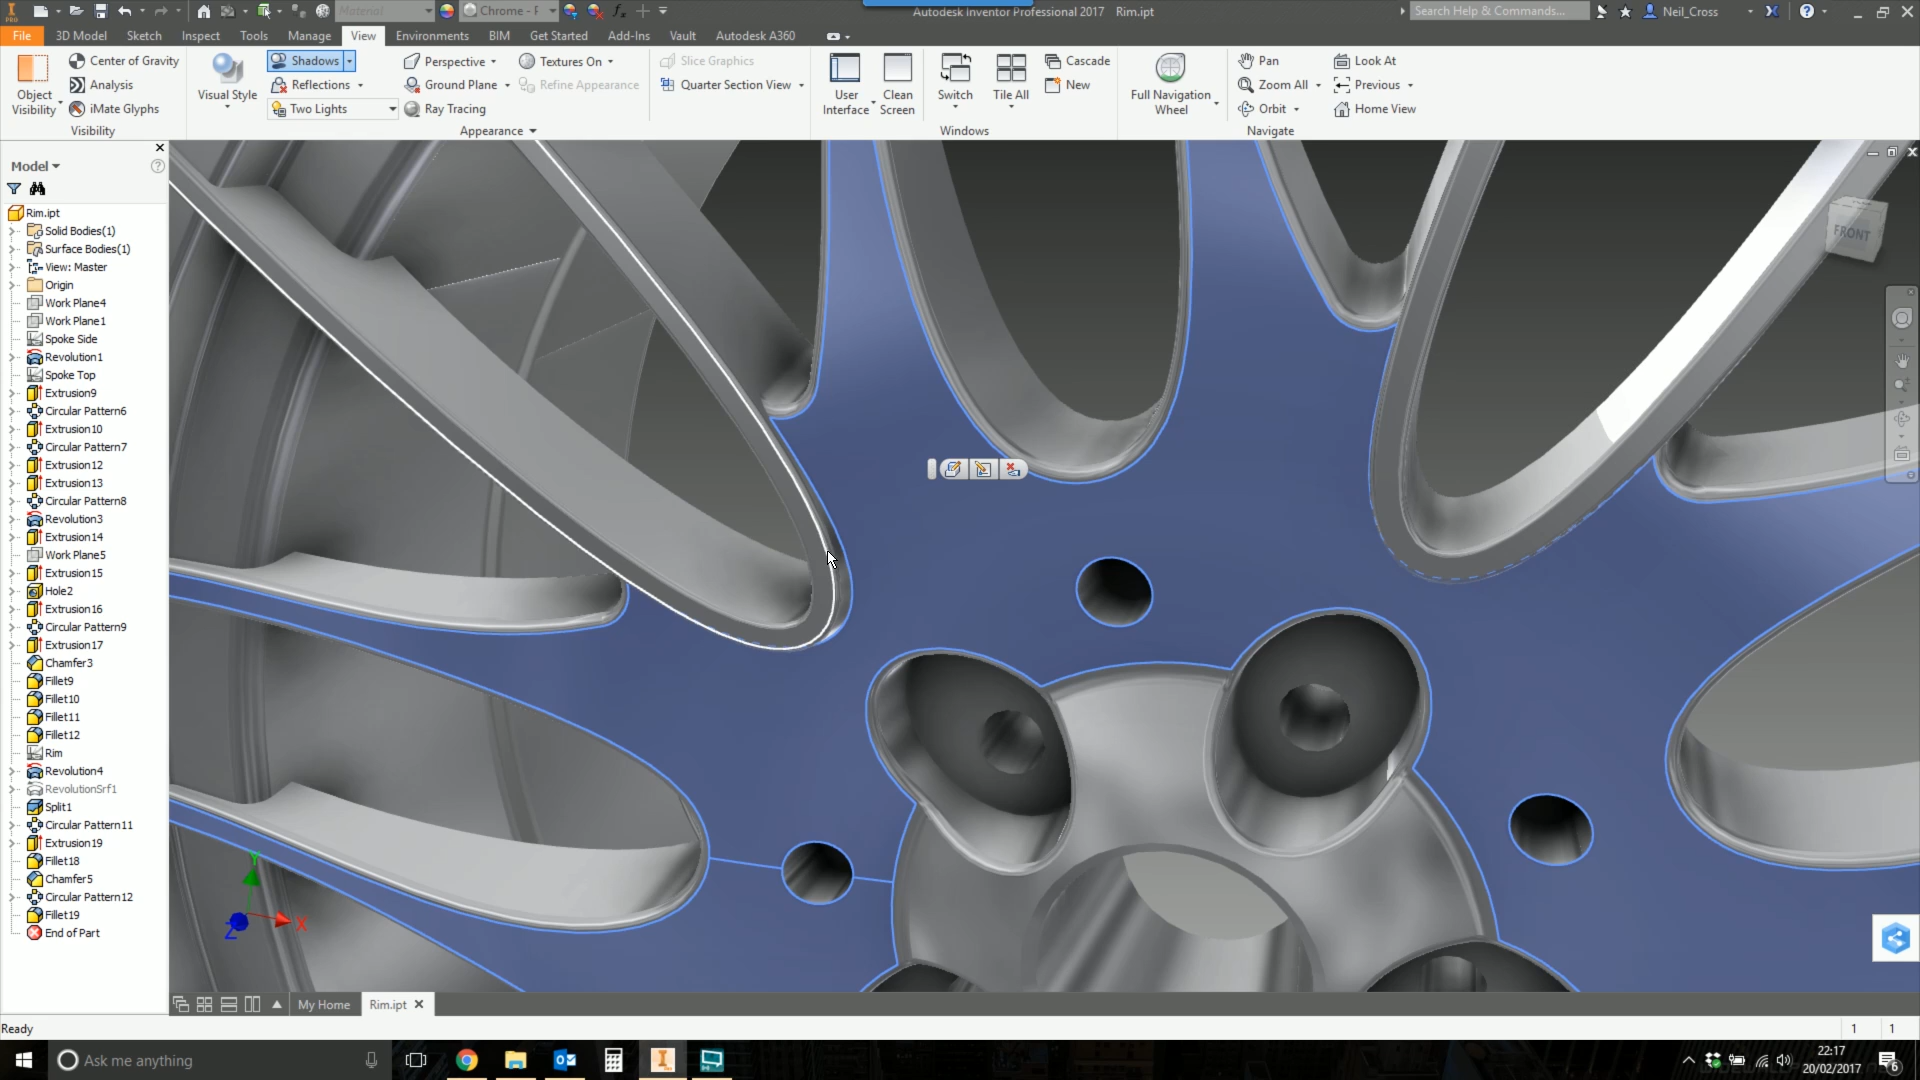 PRO
Material
Chrome - F
Autodesk Inventor Professional 2017 Rim.ipt
Search Help & Commands...
Neil_Cross
File 3D Model Sketch Inspect Tools Manage View Environments BIM Get Started Add-Ins Vault Autodesk A360
Object Visibility
Center of Gravity
Analysis
iMate Glyphs
Visibility
Visual Style
Shadows
Reflections
Two Lights
Perspective
Ground Plane
Ray Tracing
Textures On
Refine Appearance
Appearance
Slice Graphics
Quarter Section View
User Interface
Clean Screen
Switch
Tile All
Cascade
New
Windows
Full Navigation Wheel
Pan
Zoom All
Orbit
Look At
Previous
Home View
Navigate
Model
Rim.ipt
Solid Bodies(1)
Surface Bodies(1)
View: Master
Origin
Work Plane4
Work Plane1
Spoke Side
Revolution1
Spoke Top
Extrusion9
Circular Pattern6
Extrusion10
Circular Pattern7
Extrusion12
Extrusion13
Circular Pattern8
Revolution3
Extrusion14
Work Plane5
Extrusion15
Hole2
Extrusion16
Circular Pattern9
Extrusion17
Chamfer3
Fillet9
Fillet10
Fillet11
Fillet12
Rim
Revolution4
RevolutionSrf1
Split1
Circular Pattern11
Extrusion19
Fillet18
Chamfer5
Circular Pattern12
Fillet19
End of Part
FRONT
Y
X
Z
My Home Rim.ipt
Ready
1 1
Ask me anything
22:17
20/02/2017
6